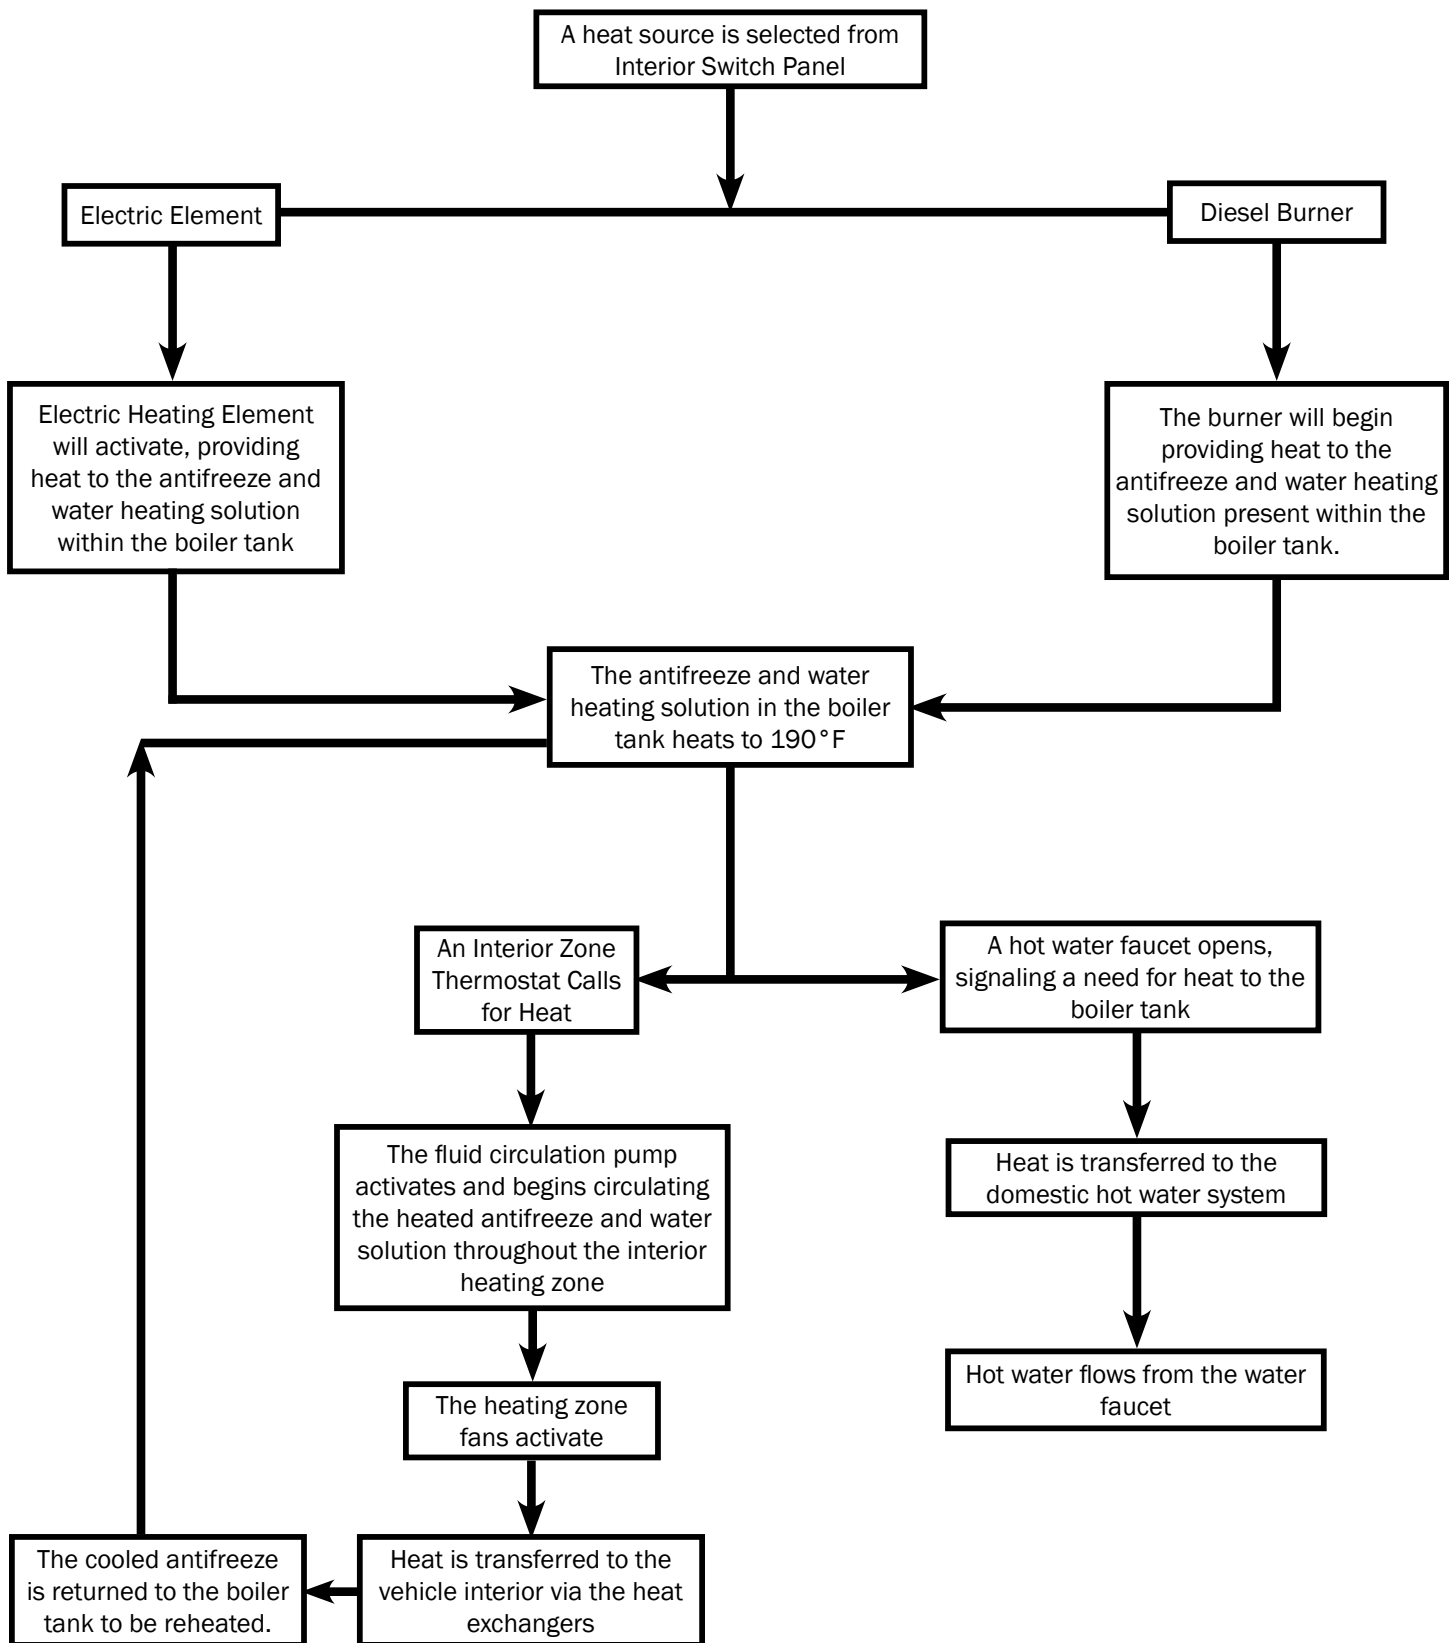 A heat source is selected from
Interior Switch Panel
Electric Element
Diesel Burner
Electric Heating Element
will activate, providing
heat to the antifreeze and
water heating solution
within the boiler tank
The burner will begin
providing heat to the
antifreeze and water heating
solution present within the
boiler tank.
The antifreeze and water
heating solution in the boiler
tank heats to 190°F
An Interior Zone
Thermostat Calls
for Heat
A hot water faucet opens,
signaling a need for heat to the
boiler tank
The fluid circulation pump
activates and begins circulating
the heated antifreeze and water
solution throughout the interior
heating zone
Heat is transferred to the
domestic hot water system
The heating zone
fans activate
Hot water flows from the water
faucet
The cooled antifreeze
is returned to the boiler
tank to be reheated.
Heat is transferred to the
vehicle interior via the heat
exchangers